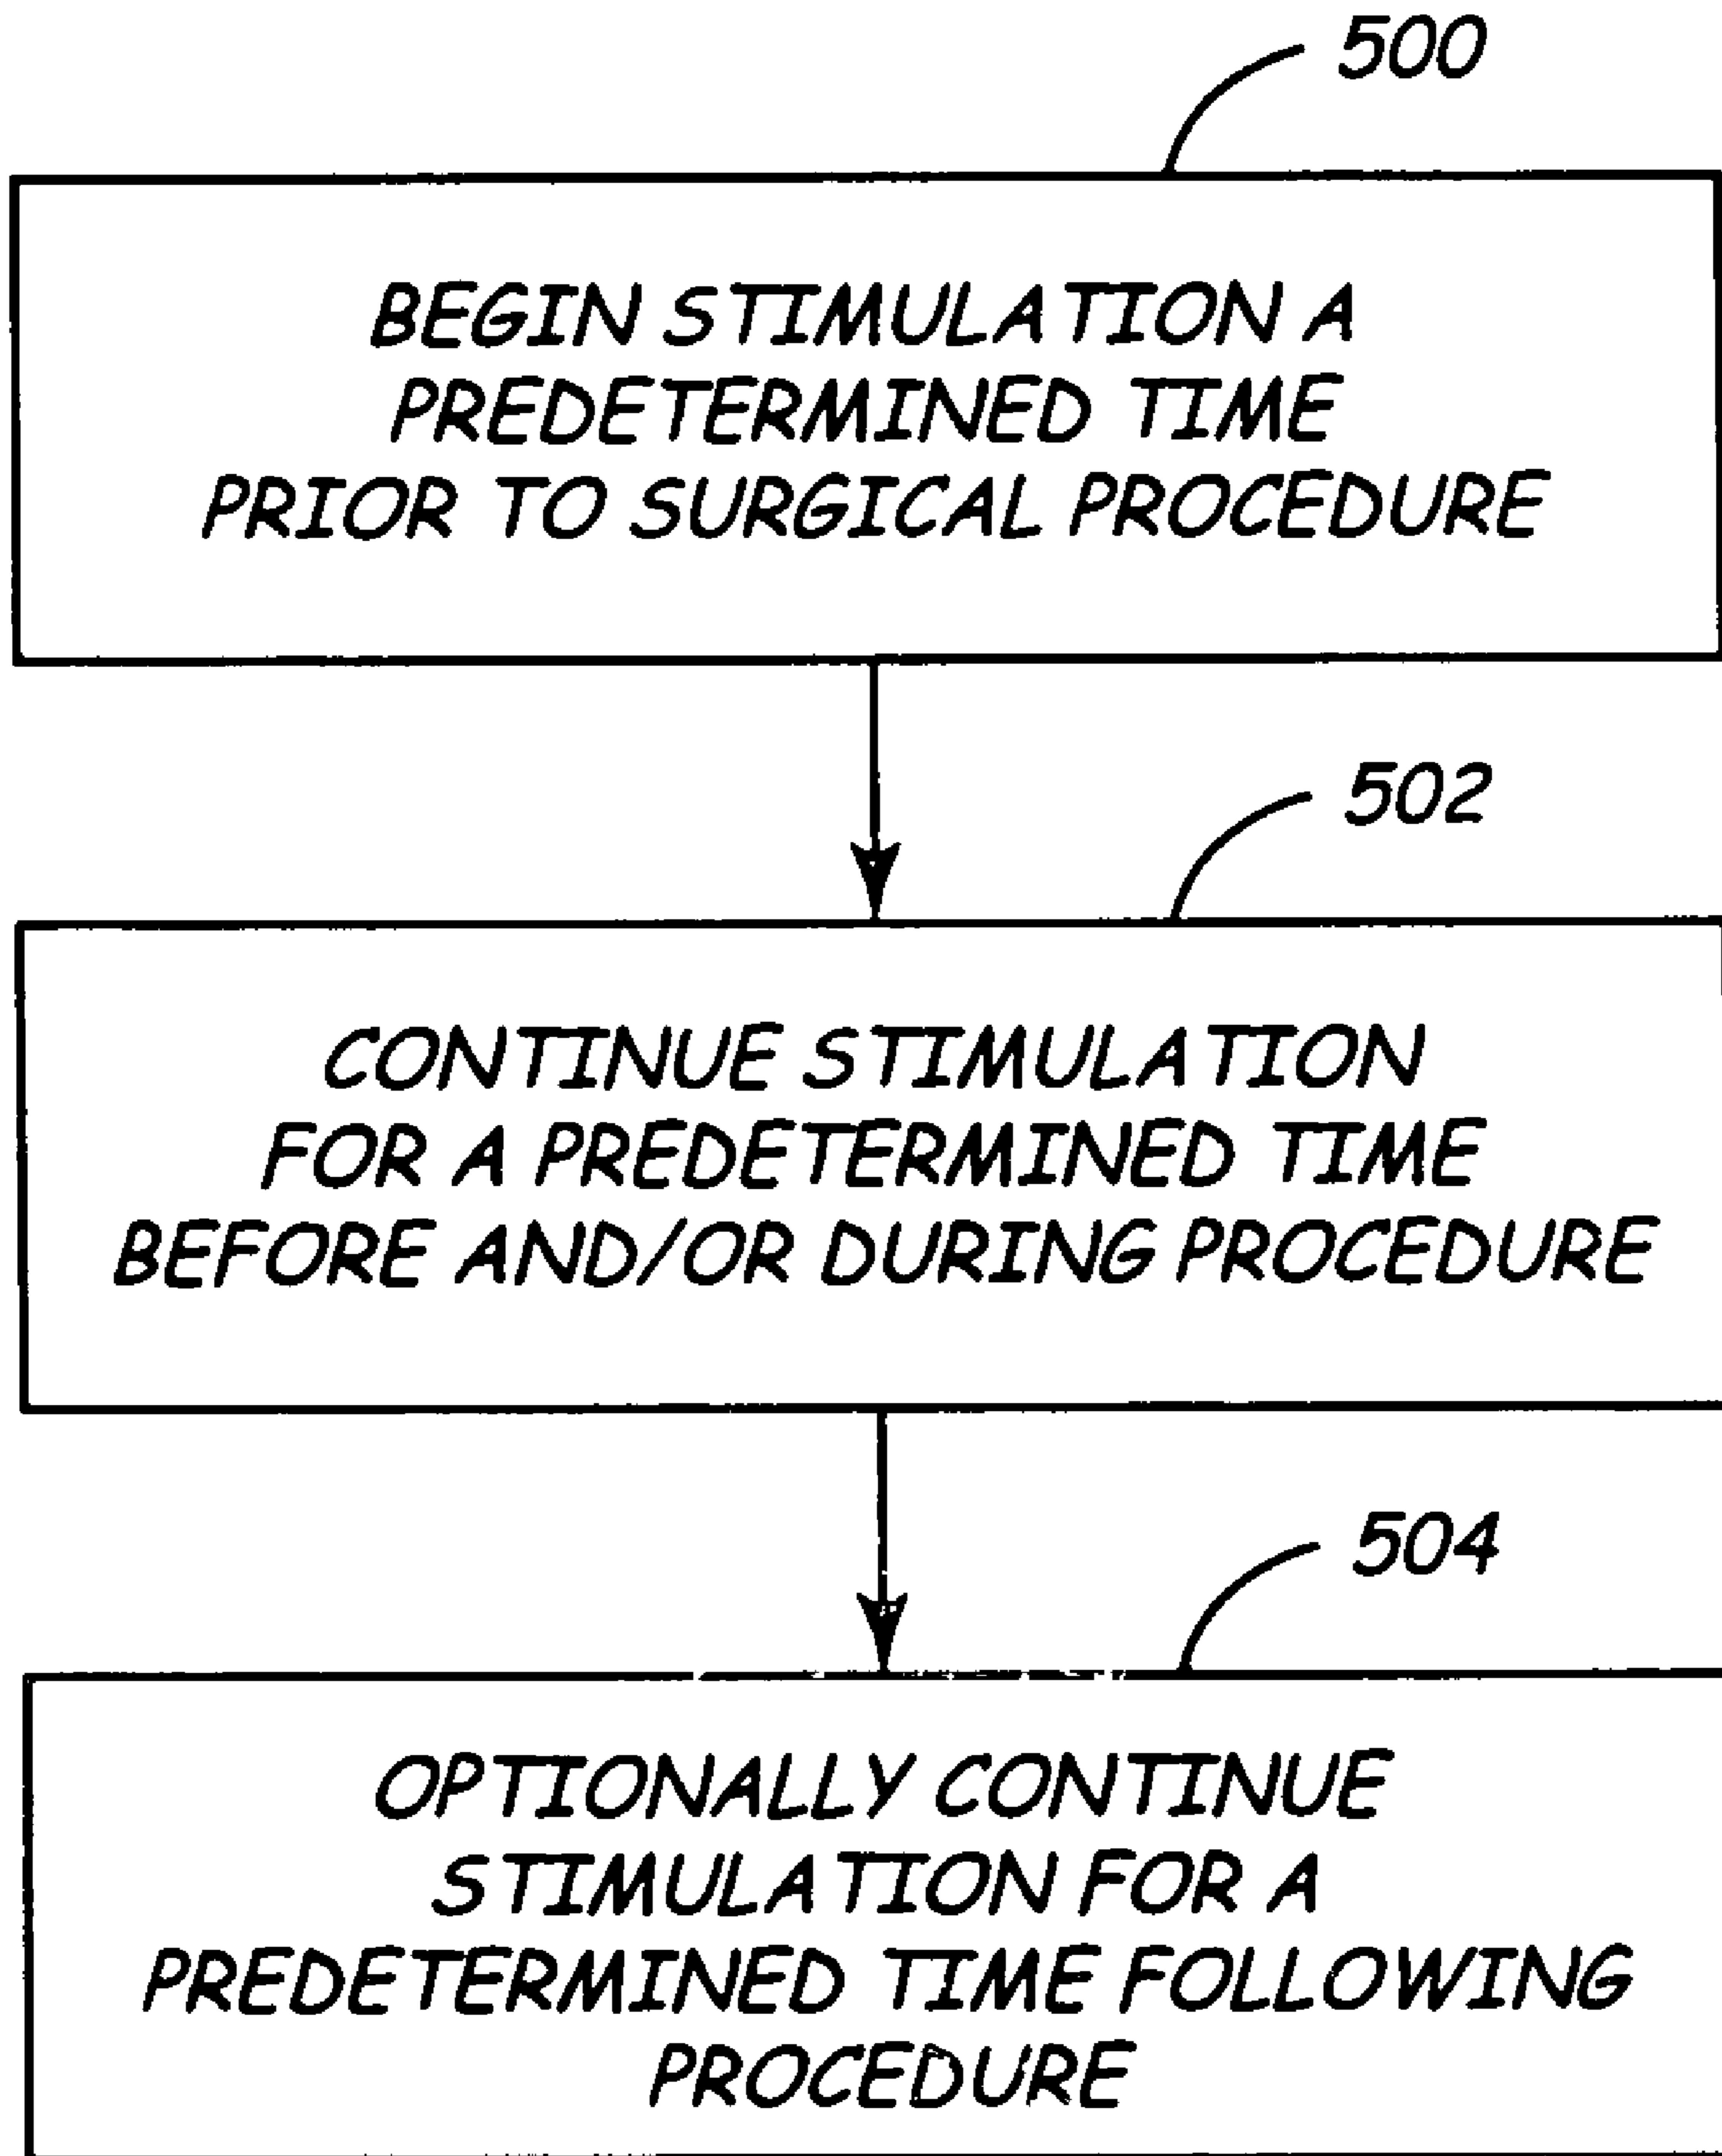 500
BEGIN STIMULATION A
PREDETERMINED TIME
PRIOR TO SURGICAL PROCEDURE
502
CONTINUE STIMULATION
FOR A PREDETERMINED TIME
BEFORE AND/OR DURING PROCEDURE
504
OPTIONALLY CONTINUE
STIMULATION FOR A
PREDETERMINED TIME FOLLOWING
PROCEDURE